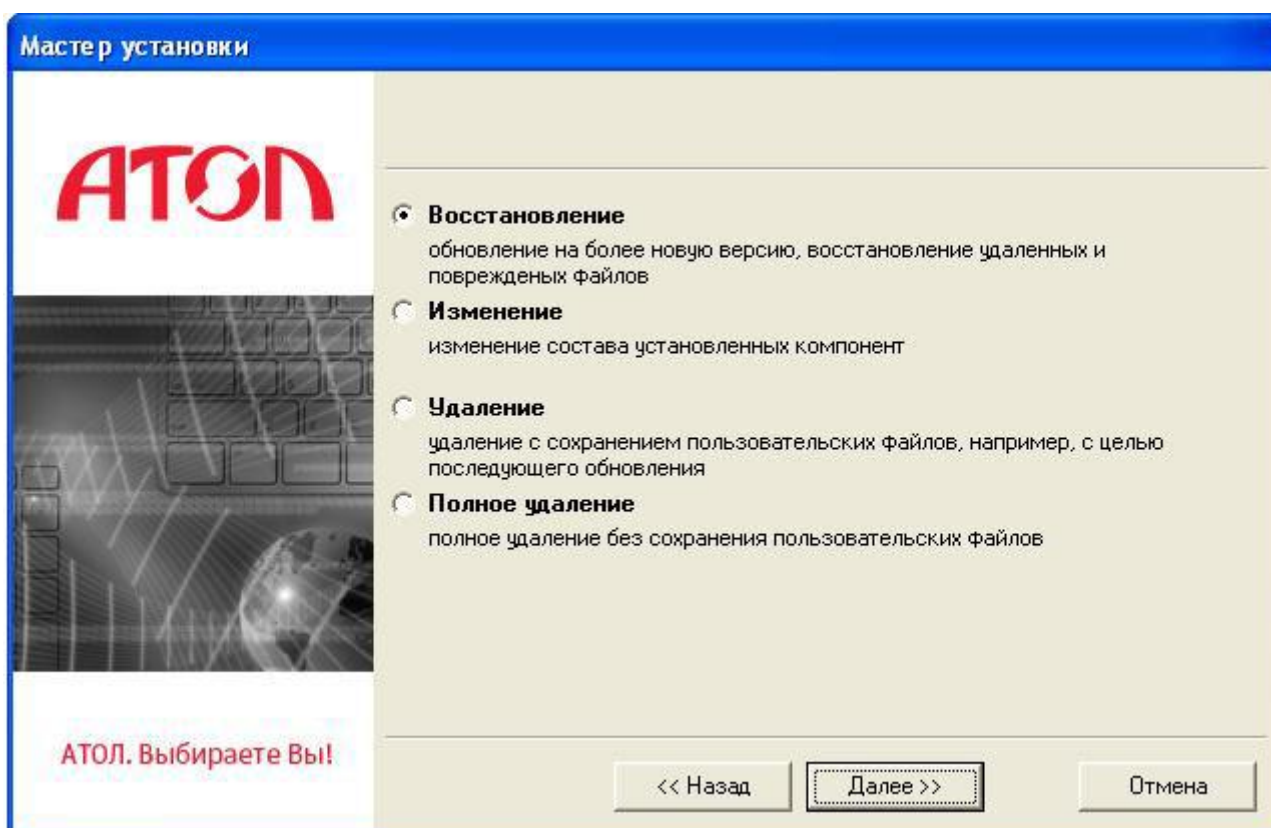 Мастер установки
АТОЛ
Восстановление
обновление на более новую версию, восстановление удаленных и
поврежденых файлов
Изменение
изменение состава установленных компонент
Удаление
удаление с сохранением пользовательских файлов, например, с целью
последующего обновления
Полное удаление
полное удаление без сохранения пользовательских файлов
АТОЛ. Выбираете Вы!
<< Назад
Далее >>
Отмена